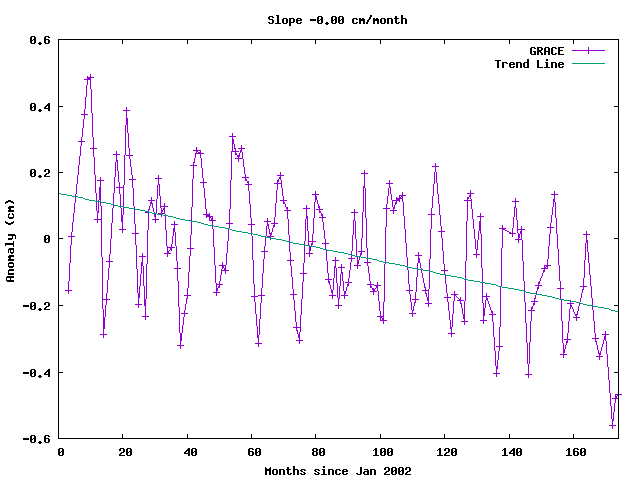 Slope -0.00 cm/month
GRACE
Trend Line
0.6
0.4
0.2
0
-0.2
-0.4
-0.6
Anomaly (cm)
0 20 40 60 80 100 120 140 160
Months since Jan 2002